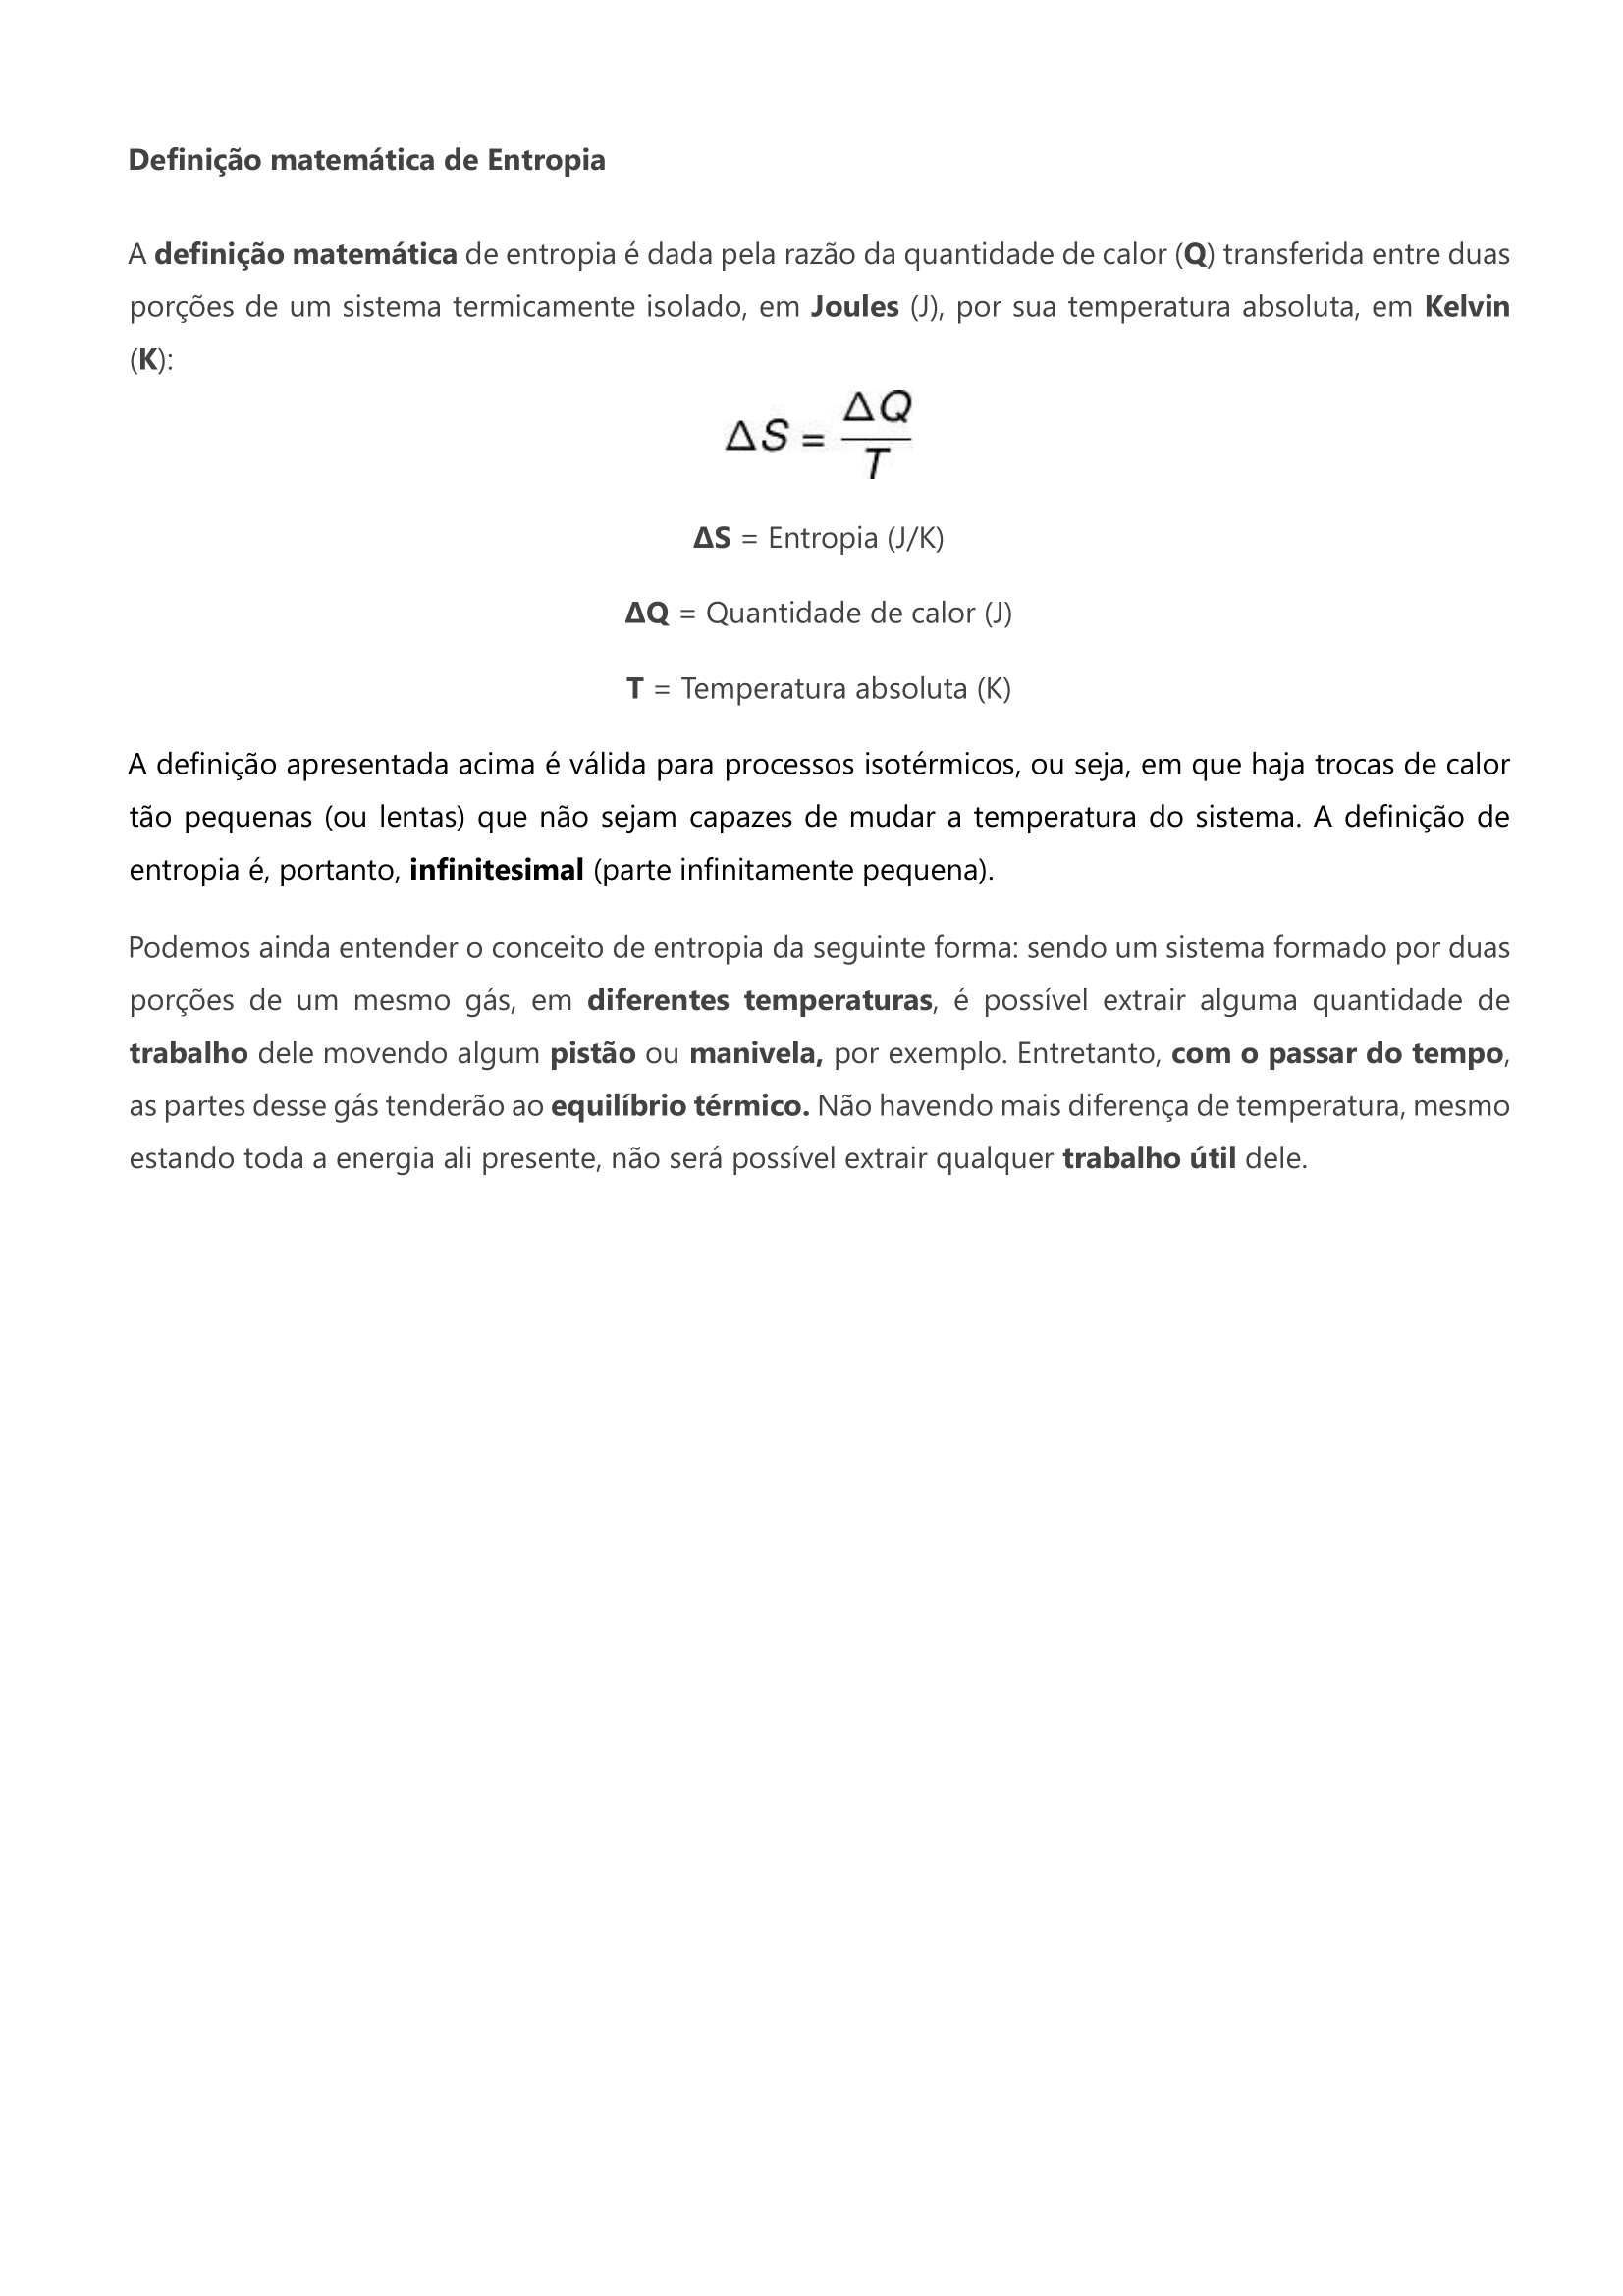 Definição matemática de Entropia
A definição matemática de entropia é dada pela razão da quantidade de calor (Q) transferida entre duas
porções de um sistema termicamente isolado, em Joules (J), por sua temperatura absoluta, em Kelvin
(K):
ΔS = ΔQ / T
ΔS = Entropia (J/K)
ΔQ = Quantidade de calor (J)
T = Temperatura absoluta (K)
A definição apresentada acima é válida para processos isotérmicos, ou seja, em que haja trocas de calor
tão pequenas (ou lentas) que não sejam capazes de mudar a temperatura do sistema. A definição de
entropia é, portanto, infinitesimal (parte infinitamente pequena).
Podemos ainda entender o conceito de entropia da seguinte forma: sendo um sistema formado por duas
porções de um mesmo gás, em diferentes temperaturas, é possível extrair alguma quantidade de
trabalho dele movendo algum pistão ou manivela, por exemplo. Entretanto, com o passar do tempo,
as partes desse gás tenderão ao equilíbrio térmico. Não havendo mais diferença de temperatura, mesmo
estando toda a energia ali presente, não será possível extrair qualquer trabalho útil dele.